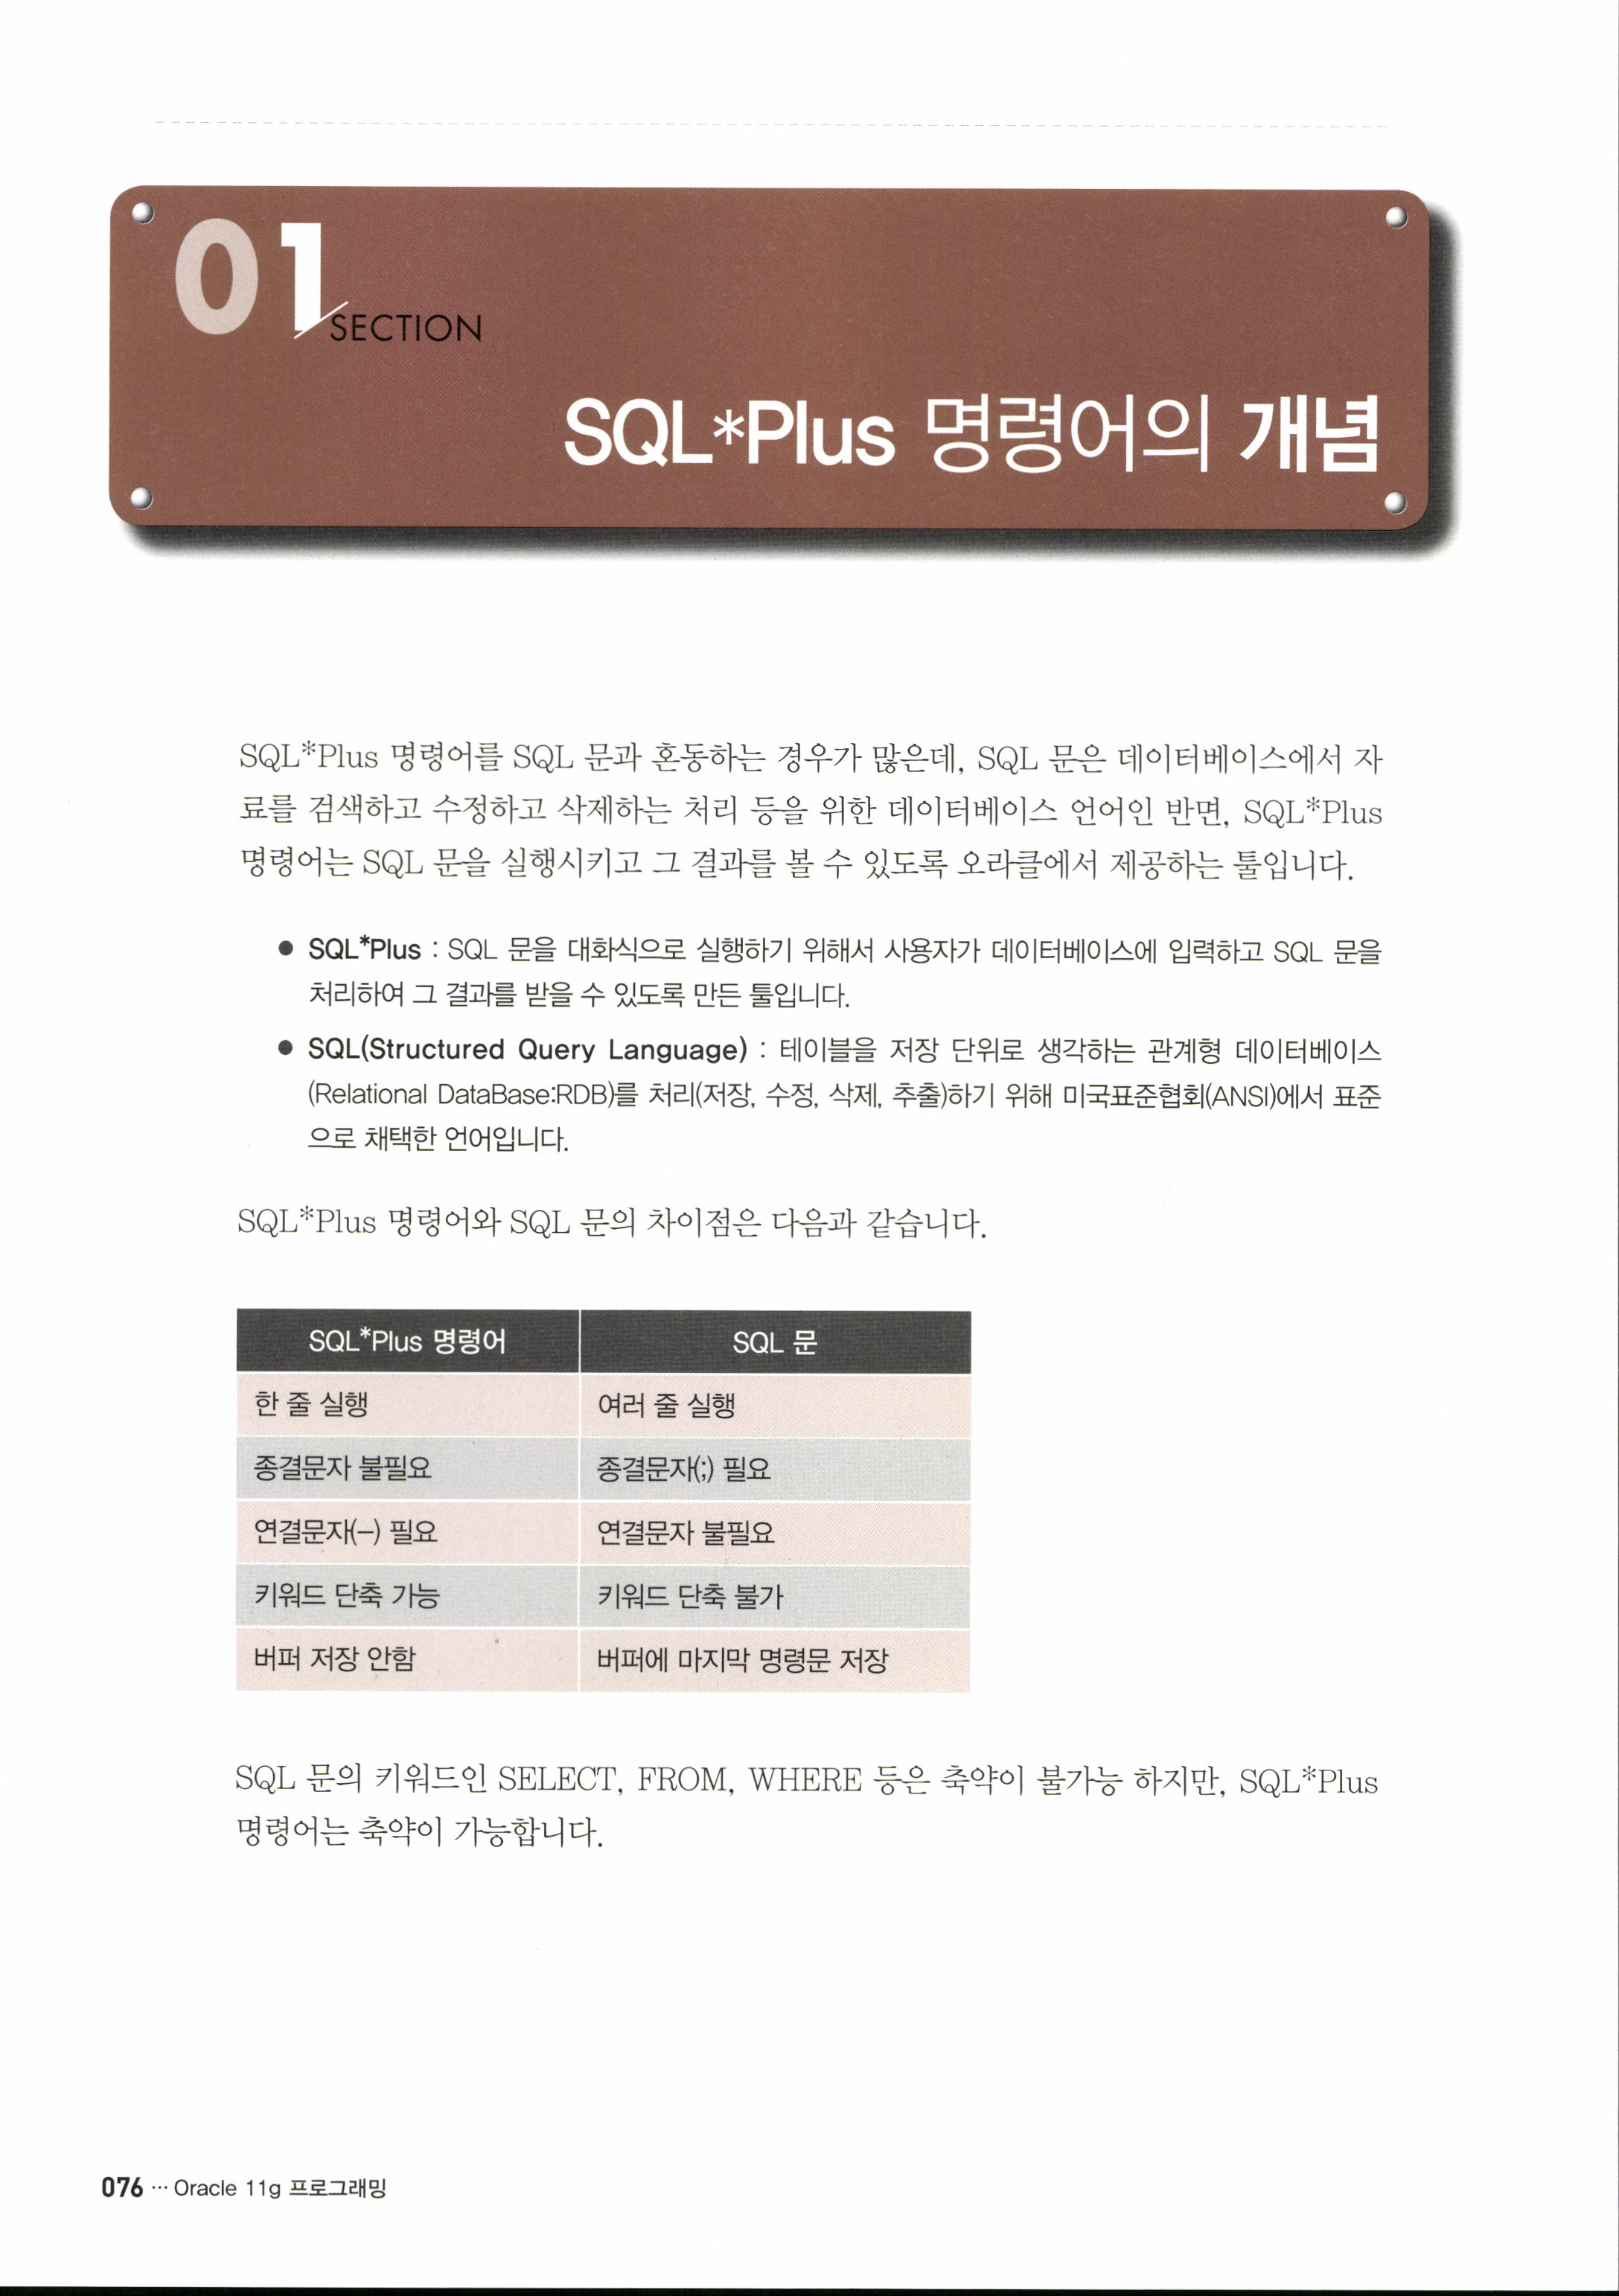 01
SECTION
SQL*Plus 명령어의 개념
SQL*Plus 명령어를 SQL 문과 혼동하는 경우가 많은데, SQL 문은 데이터베이스에서 자
료를 검색하고 수정하고 삭제하는 처리 등을 위한 데이터베이스 언어인 반면, SQL*Plus
명령어는 SQL 문을 실행시키고 그 결과를 볼 수 있도록 오라클에서 제공하는 툴입니다.
● SQL*Plus : SQL 문을 대화식으로 실행하기 위해서 사용자가 데이터베이스에 입력하고 SQL 문을
처리하여 그 결과를 받을 수 있도록 만든 툴입니다.
● SQL(Structured Query Language) : 테이블을 저장 단위로 생각하는 관계형 데이터베이스
(Relational DataBase:RDB)를 처리(저장, 수정, 삭제, 추출)하기 위해 미국표준협회(ANSI)에서 표준
으로 채택한 언어입니다.
SQL*Plus 명령어와 SQL 문의 차이점은 다음과 같습니다.
SQL*Plus 명령어 SQL 문
한 줄 실행 여러 줄 실행
종결문자 불필요 종결문자(;) 필요
연결문자(–) 필요 연결문자 불필요
키워드 단축 가능 키워드 단축 불가
버퍼 저장 안함 버퍼에 마지막 명령문 저장
SQL 문의 키워드인 SELECT, FROM, WHERE 등은 축약이 불가능 하지만, SQL*Plus
명령어는 축약이 가능합니다.
076 ··· Oracle 11g 프로그래밍